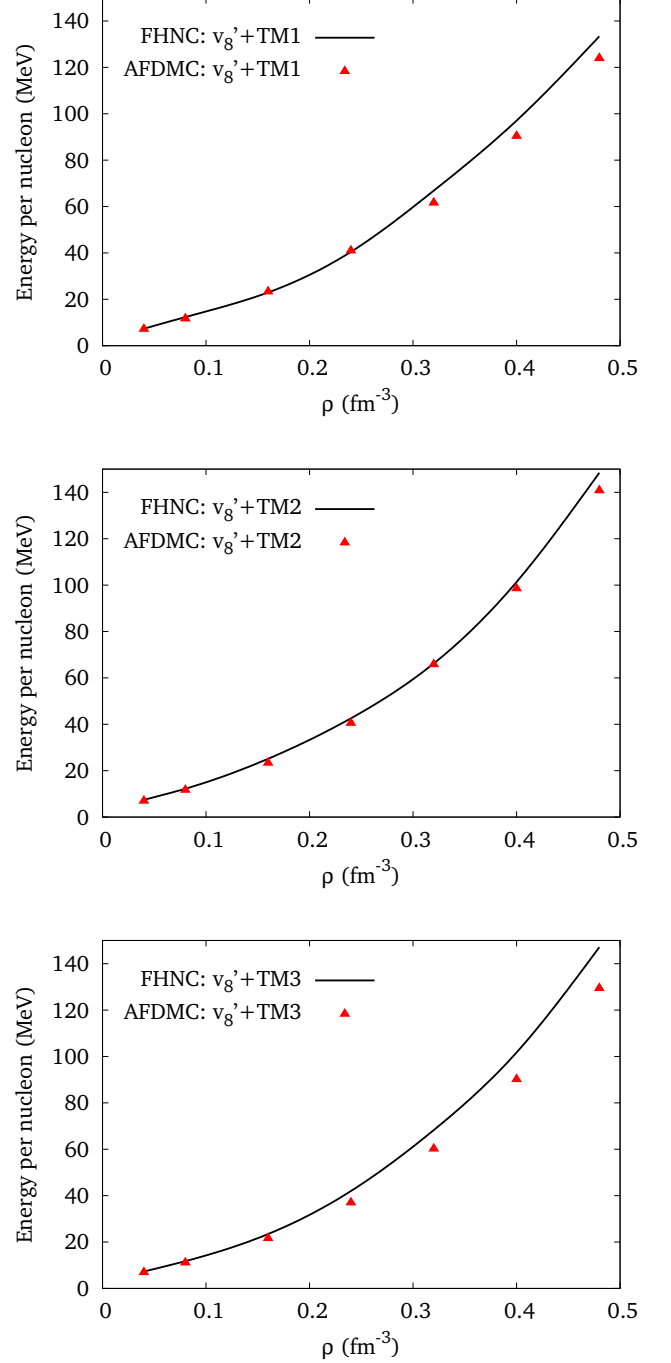 140
120
100
80
60
40
20
0
Energy per nucleon (MeV)
FHNC: v₈'+TM1
AFDMC: v₈'+TM1
0 0.1 0.2 0.3 0.4 0.5
ρ (fm⁻³)
140
120
100
80
60
40
20
0
Energy per nucleon (MeV)
FHNC: v₈'+TM2
AFDMC: v₈'+TM2
0 0.1 0.2 0.3 0.4 0.5
ρ (fm⁻³)
140
120
100
80
60
40
20
0
Energy per nucleon (MeV)
FHNC: v₈'+TM3
AFDMC: v₈'+TM3
0 0.1 0.2 0.3 0.4 0.5
ρ (fm⁻³)